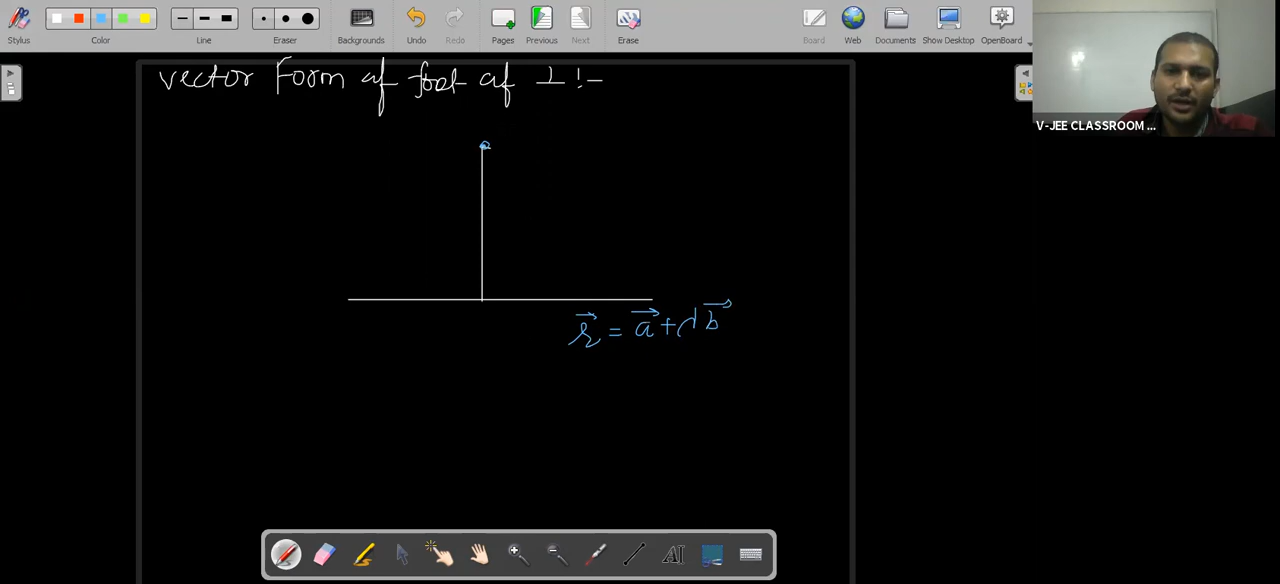 Stylus Color Line Eraser Backgrounds Undo Redo Pages Previous Next Erase Board Web Documents Show Desktop OpenBoard
vector Form of foot of ⊥ :-
V-JEE CLASSROOM ...
r⃗ = a⃗ + λb⃗
AI